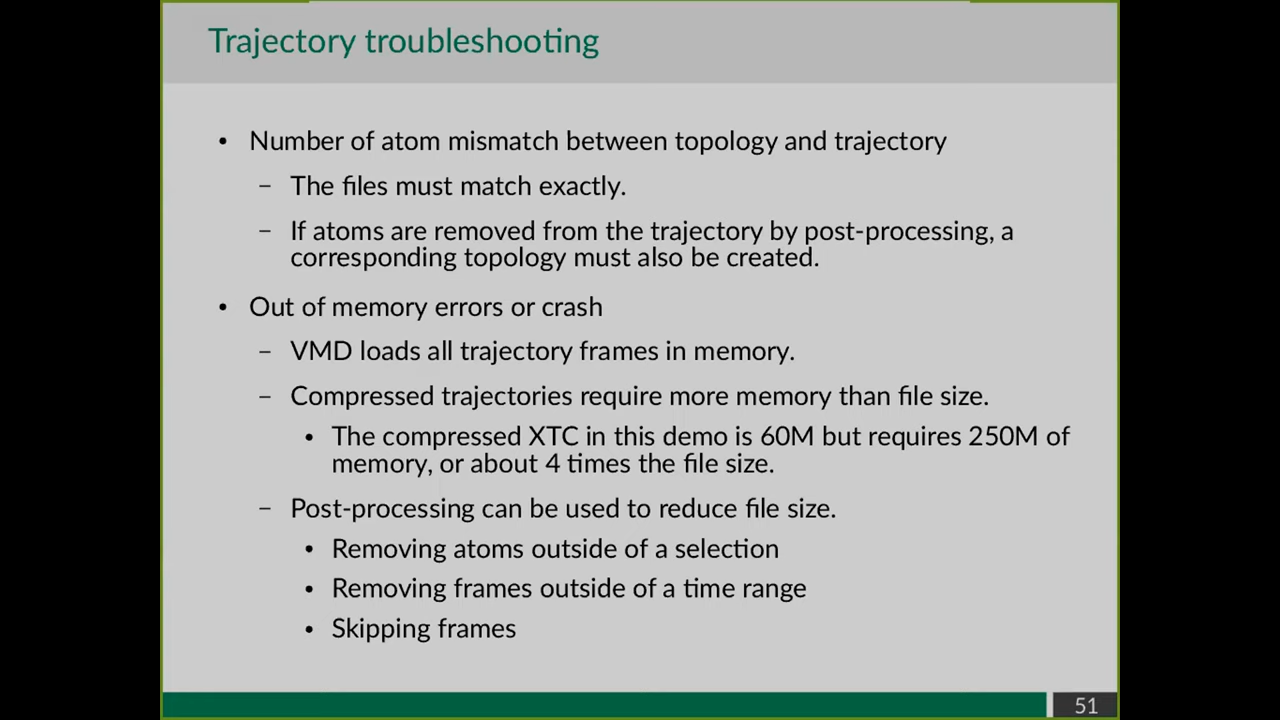 Trajectory troubleshooting
• Number of atom mismatch between topology and trajectory
– The files must match exactly.
– If atoms are removed from the trajectory by post-processing, a
corresponding topology must also be created.
• Out of memory errors or crash
– VMD loads all trajectory frames in memory.
– Compressed trajectories require more memory than file size.
• The compressed XTC in this demo is 60M but requires 250M of
memory, or about 4 times the file size.
– Post-processing can be used to reduce file size.
• Removing atoms outside of a selection
• Removing frames outside of a time range
• Skipping frames
51